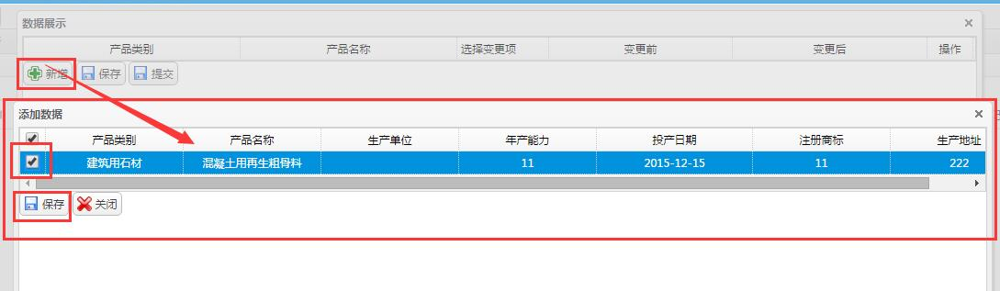 数据展示
产品类别 产品名称 选择变更项 变更前 变更后 操作
新增 保存 提交
添加数据
产品类别 产品名称 生产单位 年产能力 投产日期 注册商标 生产地址
建筑用石材 混凝土用再生粗骨料 11 2015-12-15 11 222
保存 关闭